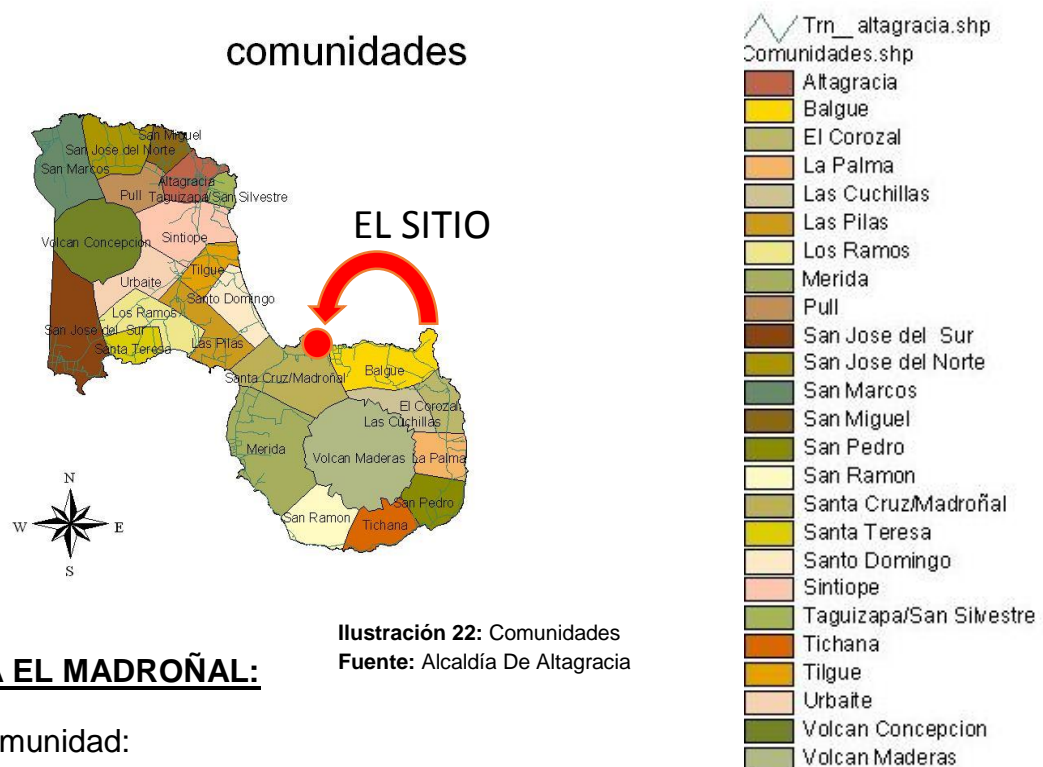 comunidades
San Miguel
San Jose del Norte
San Marcos
Altagracia
Pull
Taguizapa/San Silvestre
Volcan Concepcion
Sintiope
Tilgue
Urbaite
Santo Domingo
Los Ramos
San Jose del Sur
Santa Teresa
Las Pilas
EL SITIO
Santa Cruz/Madroñal
Balgue
El Corozal
Las Cuchillas
Merida
Volcan Maderas
La Palma
San Pedro
San Ramon
Tichana
N
W
E
S
Ilustración 22: Comunidades
Fuente: Alcaldía De Altagracia
A EL MADROÑAL:
munidad:
Trn__altagracia.shp
Comunidades.shp
Altagracia
Balgue
El Corozal
La Palma
Las Cuchillas
Las Pilas
Los Ramos
Merida
Pull
San Jose del Sur
San Jose del Norte
San Marcos
San Miguel
San Pedro
San Ramon
Santa Cruz/Madroñal
Santa Teresa
Santo Domingo
Sintiope
Taguizapa/San Silvestre
Tichana
Tilgue
Urbaite
Volcan Concepcion
Volcan Maderas